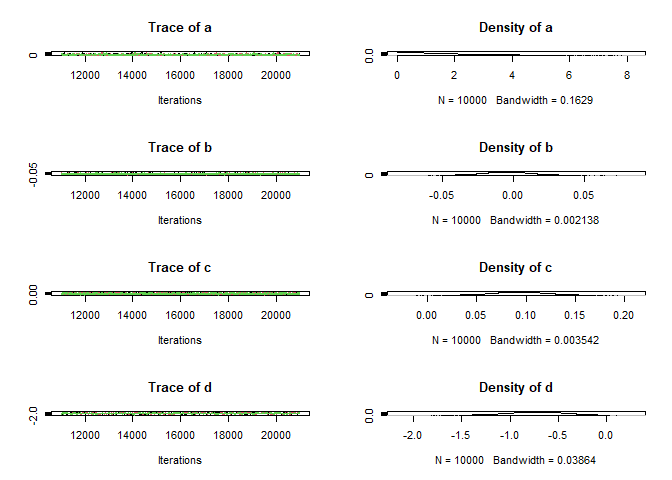 Trace of a
0
12000 14000 16000 18000 20000
Iterations
Density of a
0.0
0 2 4 6 8
N = 10000 Bandwidth = 0.1629
Trace of b
-0.05
12000 14000 16000 18000 20000
Iterations
Density of b
0
-0.05 0.00 0.05
N = 10000 Bandwidth = 0.002138
Trace of c
0.00
12000 14000 16000 18000 20000
Iterations
Density of c
0
0.00 0.05 0.10 0.15 0.20
N = 10000 Bandwidth = 0.003542
Trace of d
-2.0
12000 14000 16000 18000 20000
Iterations
Density of d
0.0
-2.0 -1.5 -1.0 -0.5 0.0
N = 10000 Bandwidth = 0.03864